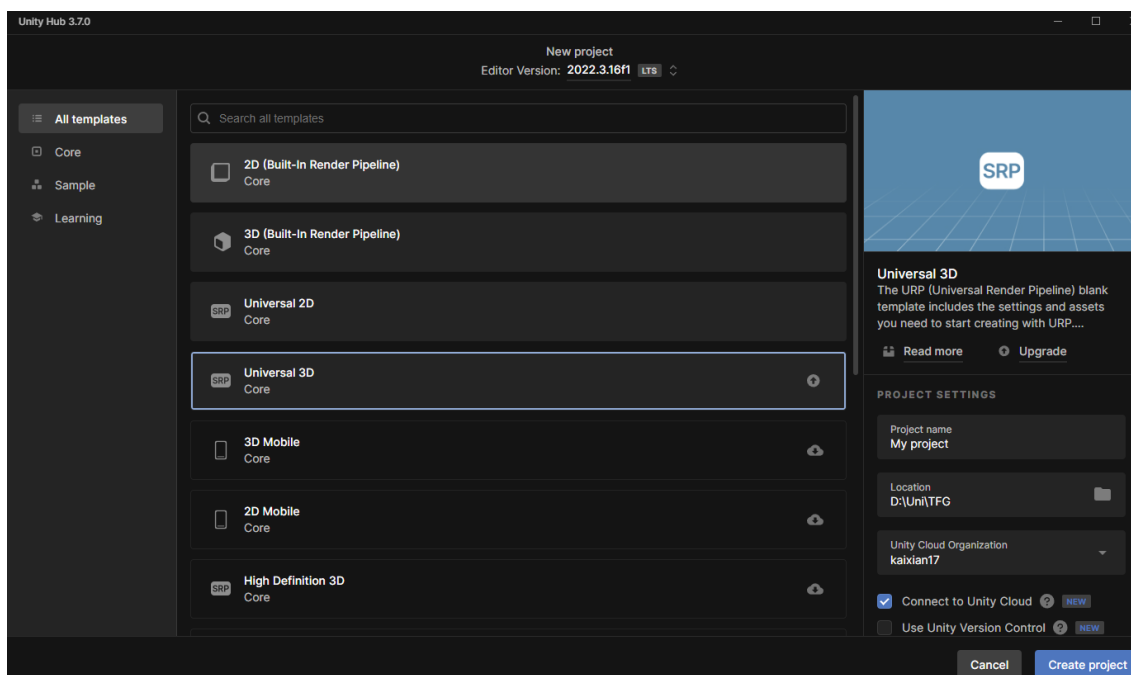 Unity Hub 3.7.0
New project
Editor Version: 2022.3.16f1 LTS
All templates
Core
Sample
Learning
Search all templates
2D (Built-In Render Pipeline)
Core
3D (Built-In Render Pipeline)
Core
SRP
Universal 2D
Core
SRP
Universal 3D
Core
3D Mobile
Core
2D Mobile
Core
SRP
High Definition 3D
Core
SRP
Universal 3D
The URP (Universal Render Pipeline) blank
template includes the settings and assets
you need to start creating with URP....
Read more
Upgrade
PROJECT SETTINGS
Project name
My project
Location
D:\Uni\TFG
Unity Cloud Organization
kaixian17
Connect to Unity Cloud ? NEW
Use Unity Version Control ? NEW
Cancel
Create project